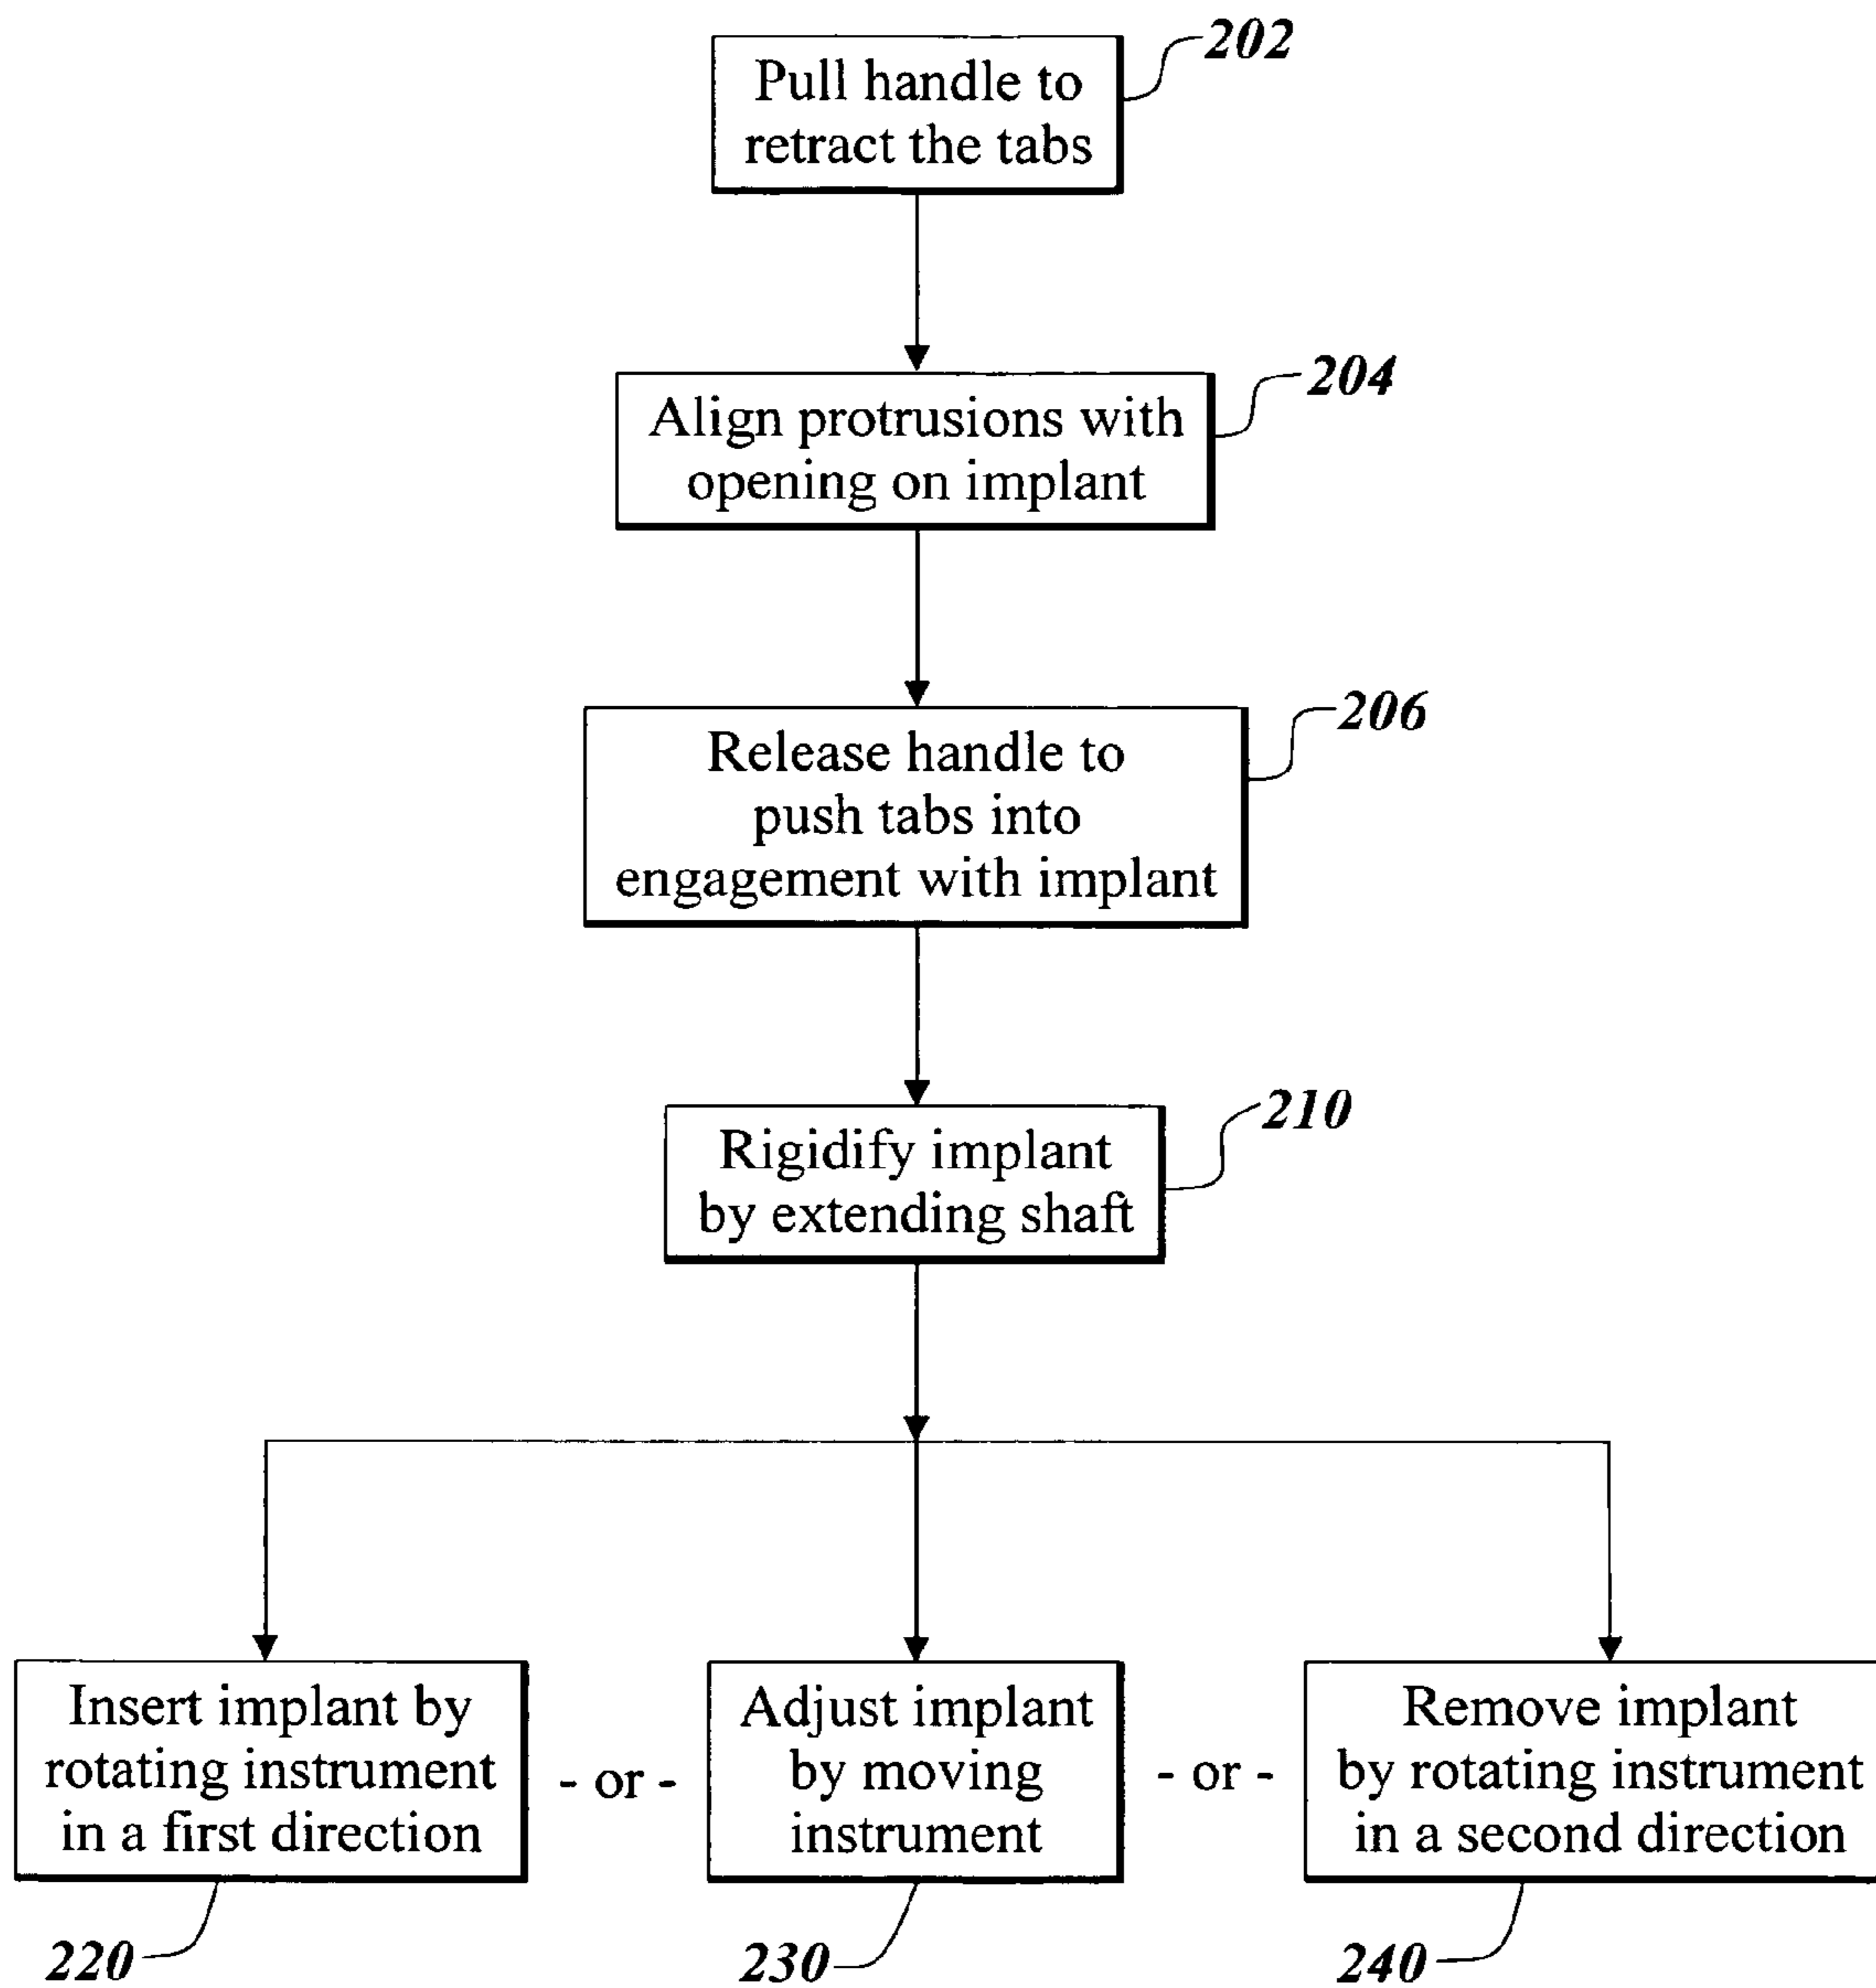 202
Pull handle to
retract the tabs
204
Align protrusions with
opening on implant
206
Release handle to
push tabs into
engagement with implant
210
Rigidify implant
by extending shaft
Insert implant by
rotating instrument
in a first direction
- or -
Adjust implant
by moving
instrument
- or -
Remove implant
by rotating instrument
in a second direction
220
230
240